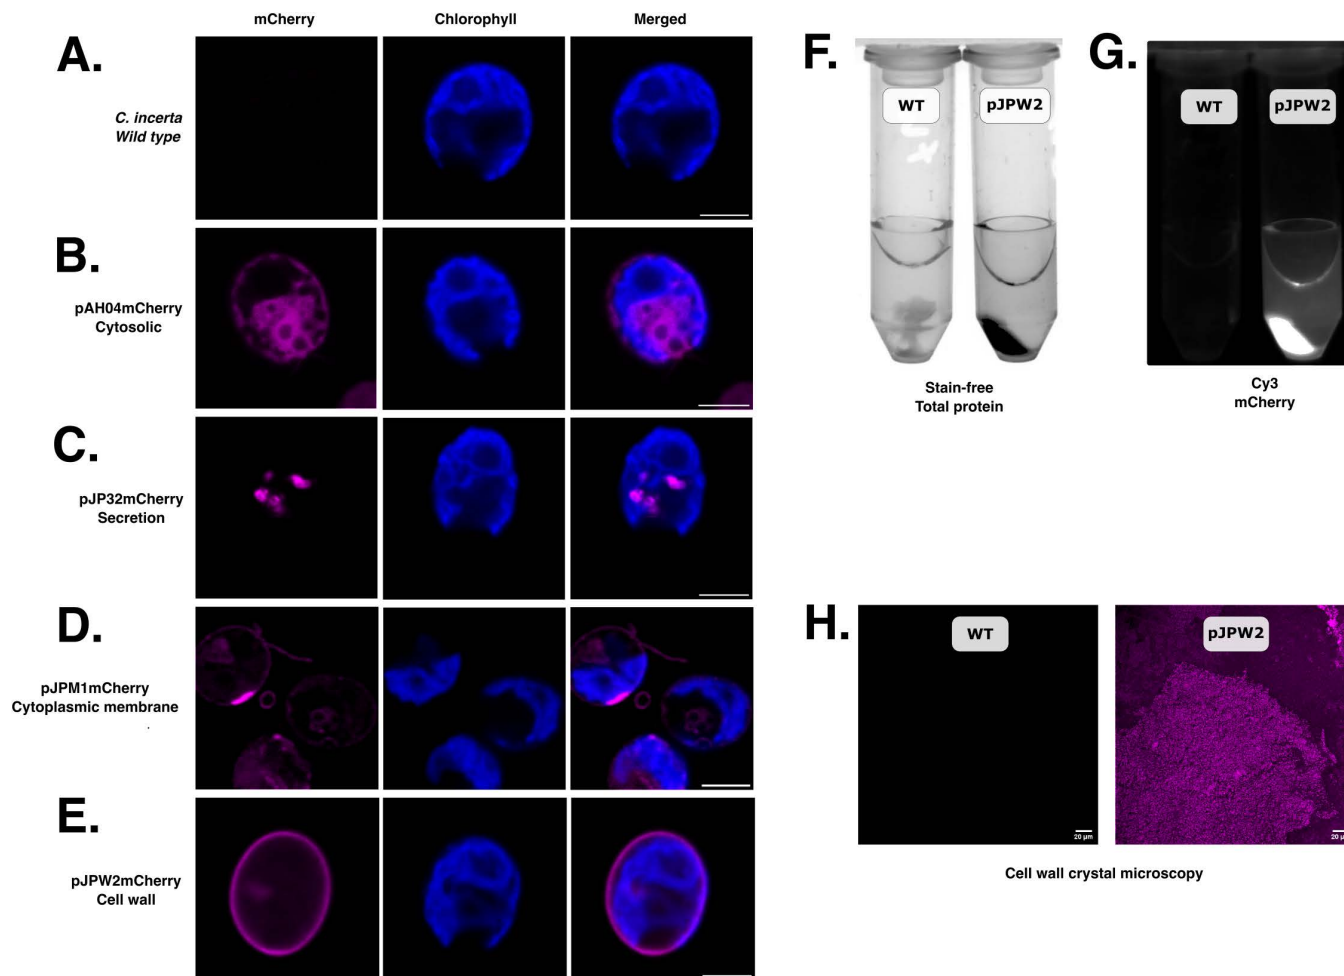 mCherry
Chlorophyll
Merged
A.
C. incerta
Wild type
B.
pAH04mCherry
Cytosolic
C.
pJP32mCherry
Secretion
D.
pJPM1mCherry
Cytoplasmic membrane
E.
pJPW2mCherry
Cell wall
F.
WT
pJPW2
Stain-free
Total protein
G.
WT
pJPW2
Cy3
mCherry
H.
WT
20 µm
pJPW2
20 µ
Cell wall crystal microscopy